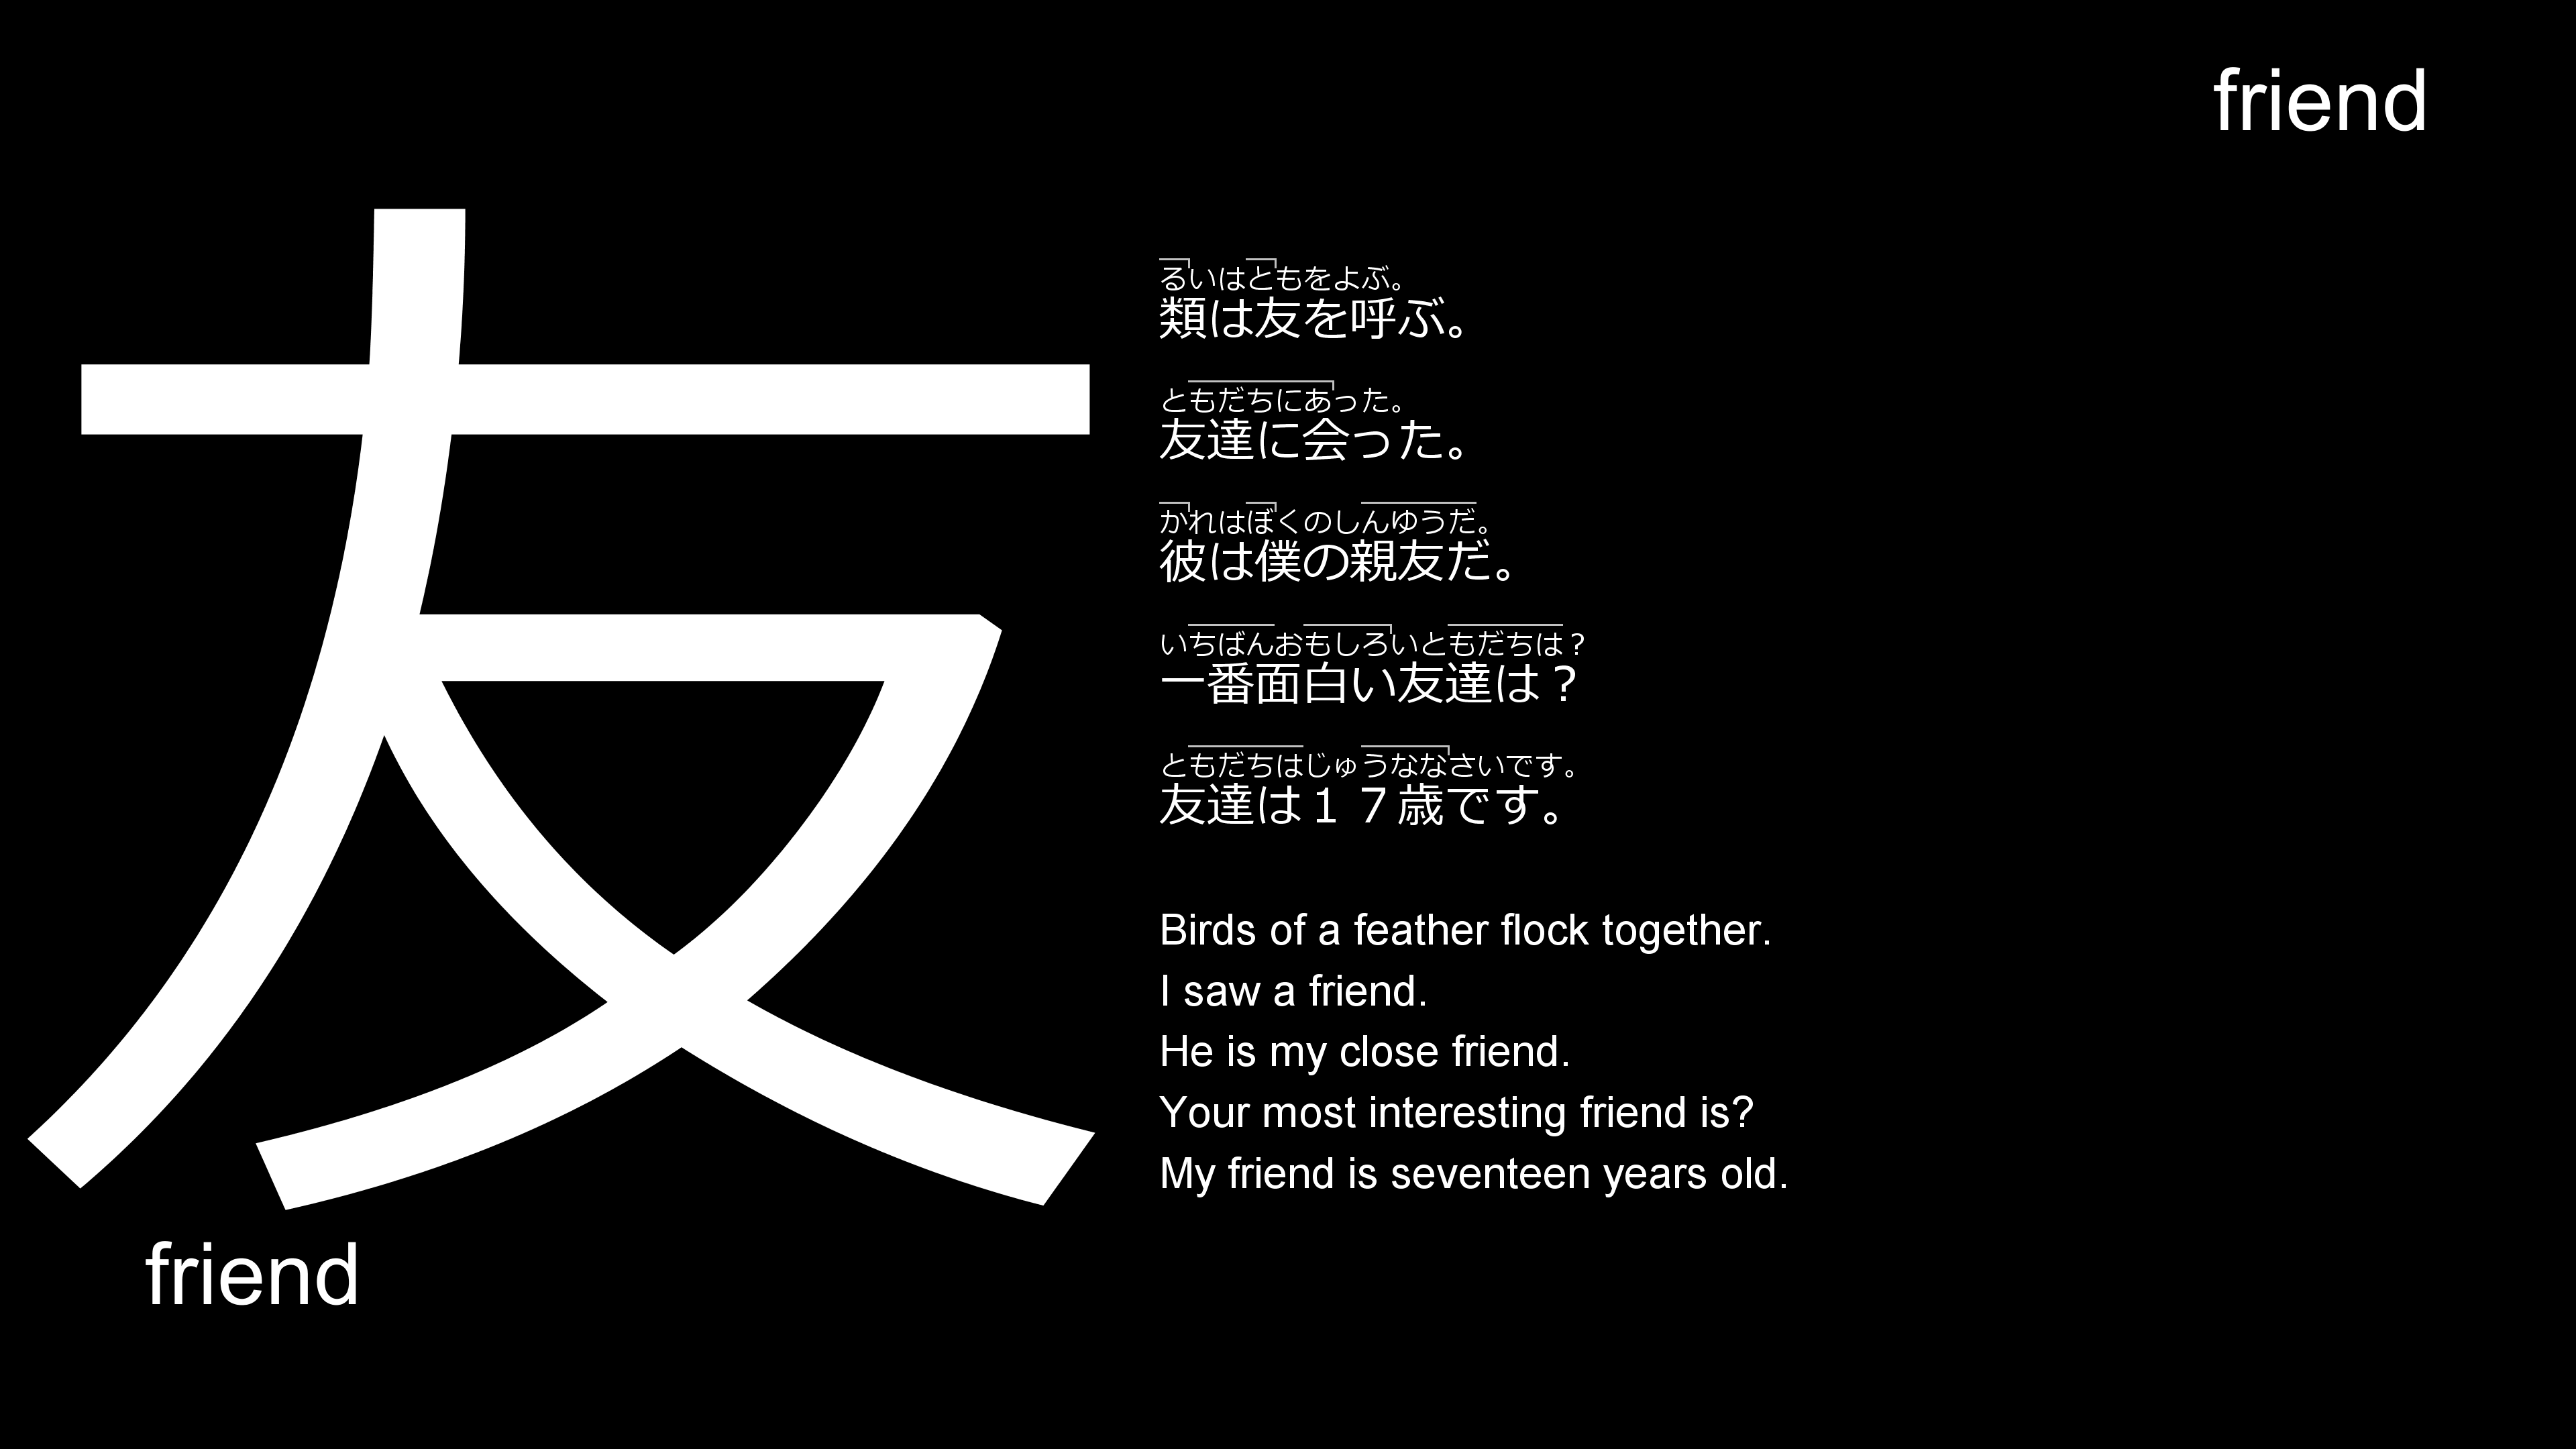 friend
友
るいはともをよぶ。
類は友を呼ぶ。
ともだちにあった。
友達に会った。
かれはぼくのしんゆうだ。
彼は僕の親友だ。
いちばんおもしろいともだちは？
一番面白い友達は？
ともだちはじゅうななさいです。
友達は１７歳です。
Birds of a feather flock together.
I saw a friend.
He is my close friend.
Your most interesting friend is?
My friend is seventeen years old.
friend